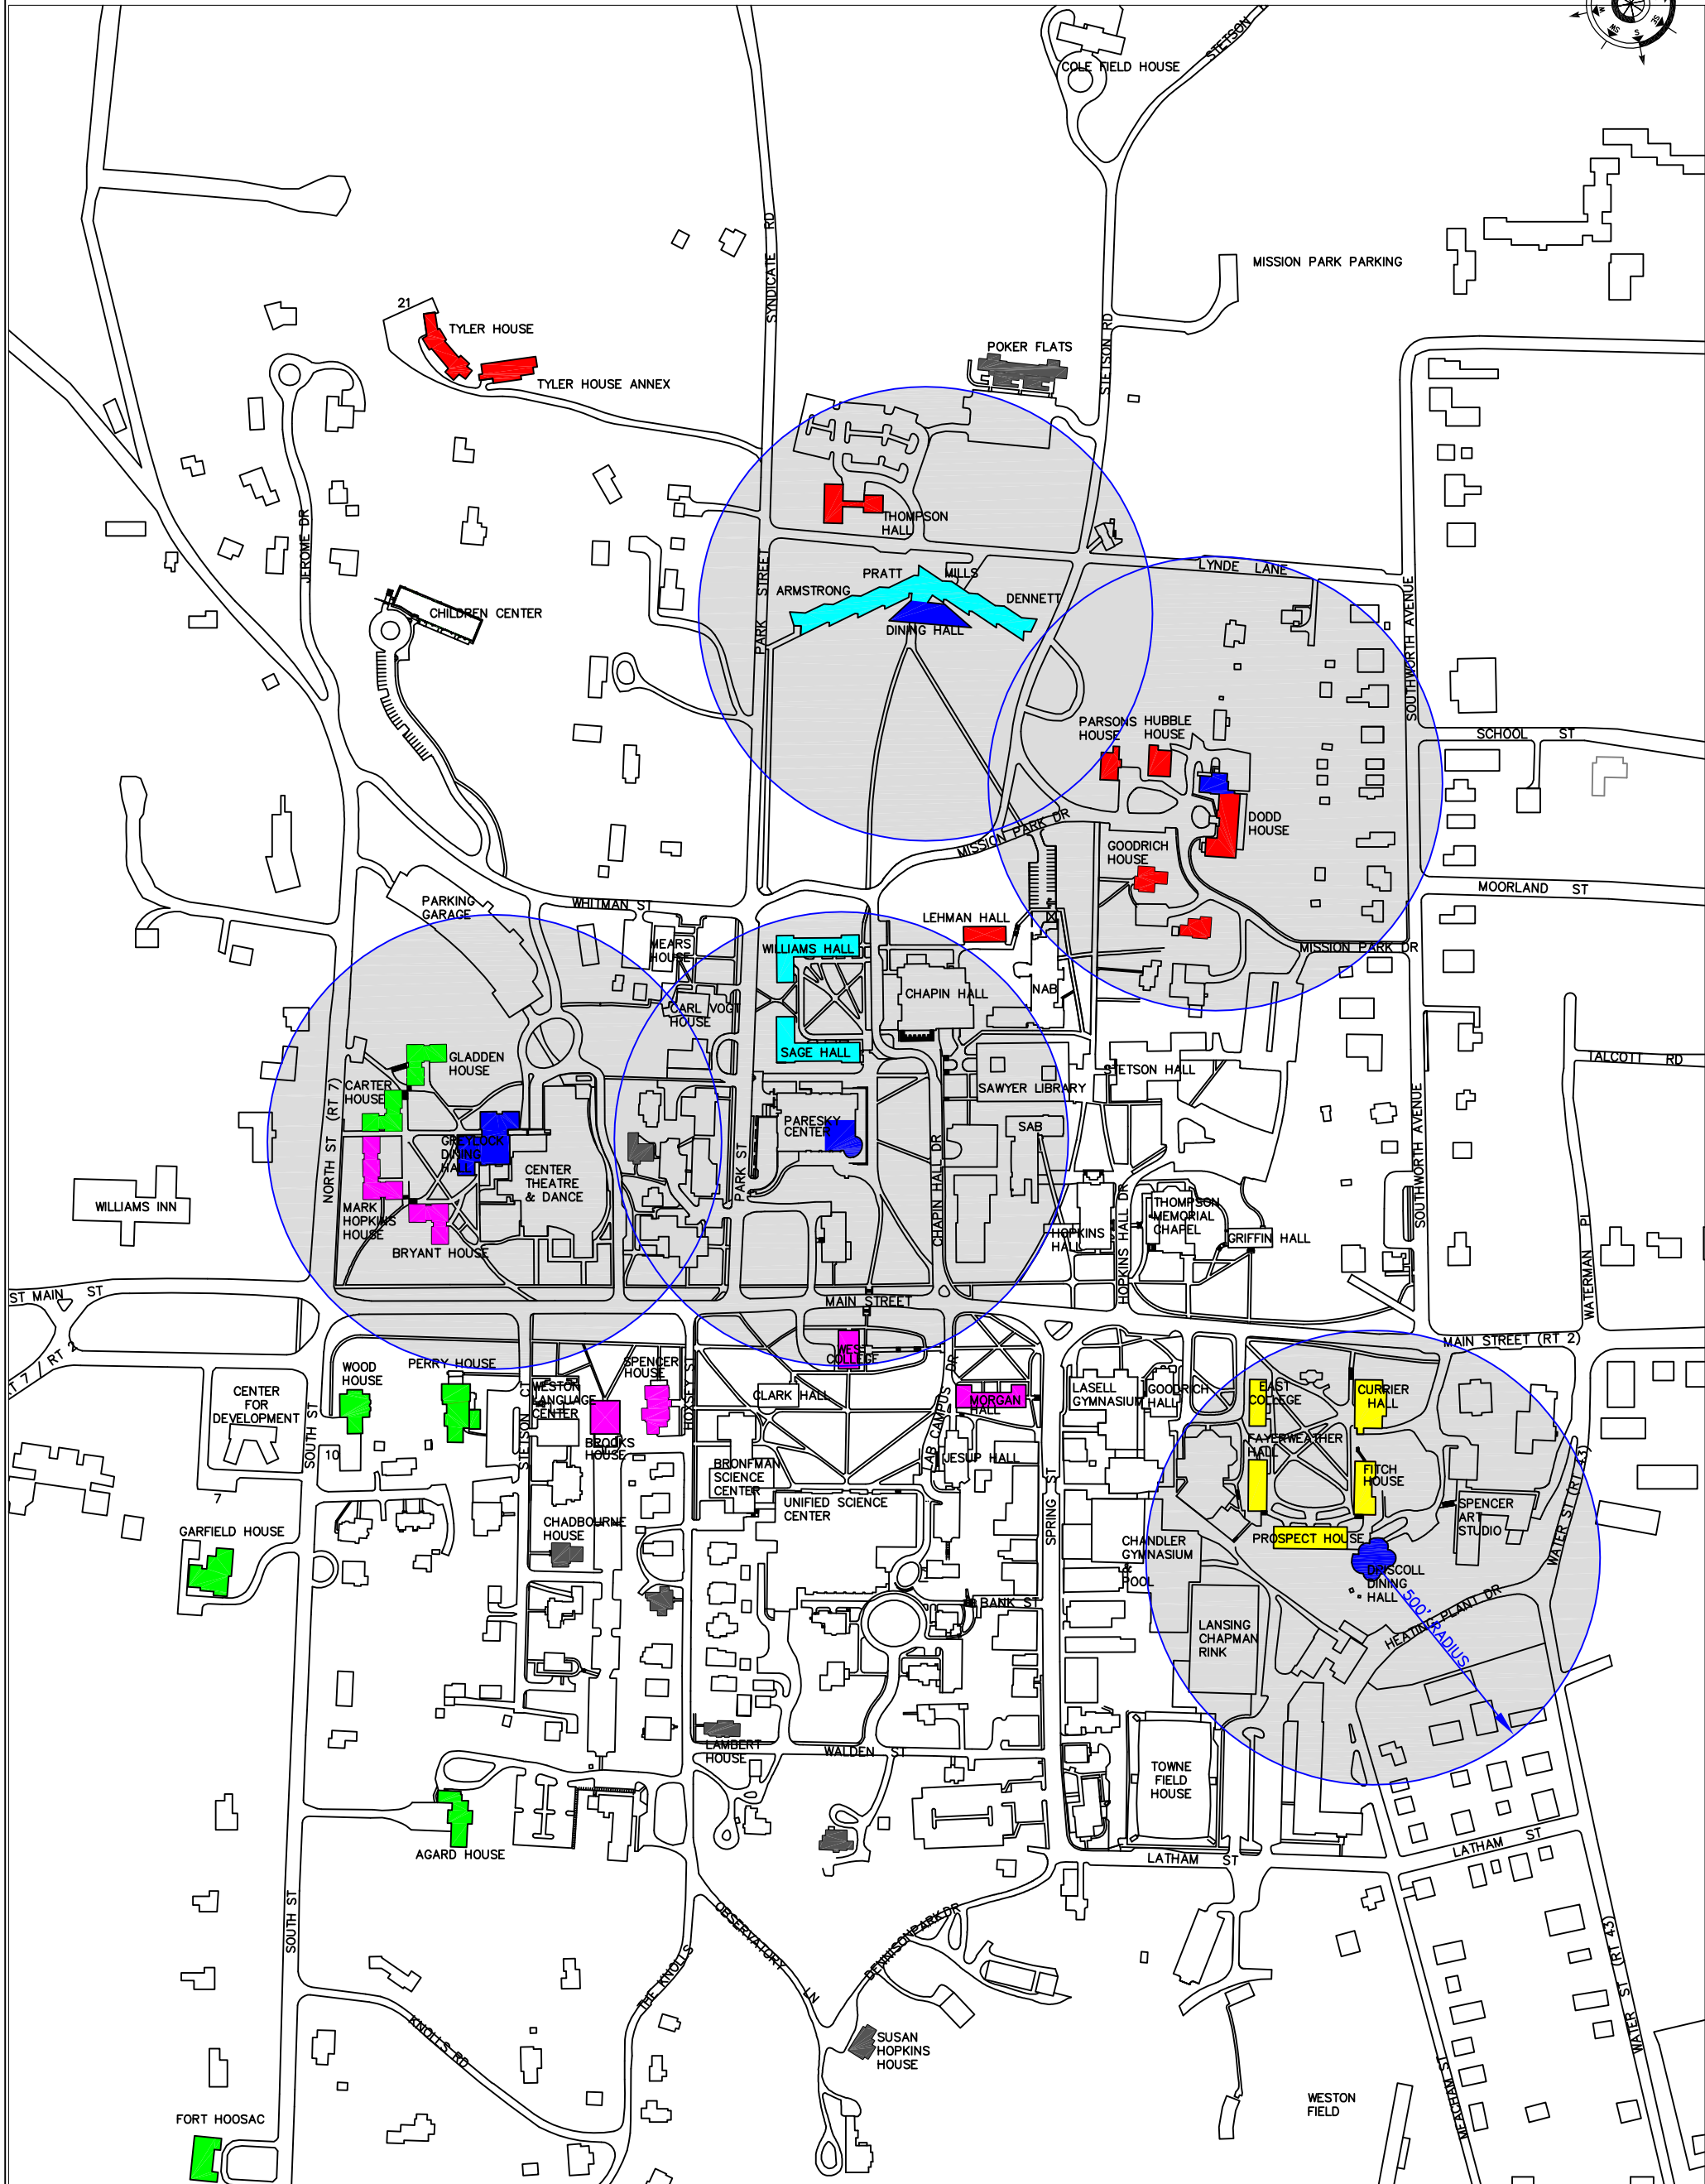 W
SW
S
SE
STETSON
COLE FIELD HOUSE
SYNDICATE RD
MISSION PARK PARKING
21
TYLER HOUSE
TYLER HOUSE ANNEX
POKER FLATS
STETSON RD
THOMPSON
HALL
JEROME DR
PARK STREET
PRATT
MILLS
ARMSTRONG
DENNETT
DINING HALL
LYNDE LANE
CHILDREN CENTER
SOUTHWORTH AVENUE
PARSONS
HOUSE
HUBBLE
HOUSE
SCHOOL ST
DODD
HOUSE
MISSION PARK DR
GOODRICH
HOUSE
MOORLAND ST
PARKING
GARAGE
WHITMAN ST
LEHMAN HALL
MEARS
HOUSE
WILLIAMS HALL
MISSION PARK DR
CHAPIN HALL
NAB
CARL VOGT
HOUSE
SAGE HALL
GLADDEN
HOUSE
CARTER
HOUSE
NORTH ST (RT 7)
STETSON HALL
SAWYER LIBRARY
TALCOTT RD
PARESKY
CENTER
SAB
GREYLOCK
DINING
HALL
CENTER
THEATRE
& DANCE
PARK ST
CHAPIN HALL DR
SOUTHWORTH AVENUE
WILLIAMS INN
MARK
HOPKINS
HOUSE
BRYANT HOUSE
HOPKINS
HALL
HOPKINS HALL DR
THOMPSON
MEMORIAL
CHAPEL
GRIFFIN HALL
WATERMAN PL
ST MAIN ST
MAIN STREET
MAIN STREET (RT 2)
RT 7 / RT 2
WEST
COLLEGE
WOOD
HOUSE
PERRY HOUSE
SPENCER
HOUSE
CENTER
FOR
DEVELOPMENT
WESTON
LANGUAGE
CENTER
STETSON CT
HOXSEY ST
CLARK HALL
MORGAN
HALL
LASELL
GYMNASIUM
GOODRICH
HALL
EAST
COLLEGE
CURRIER
HALL
SOUTH ST
10
BROOKS
HOUSE
LAB CAMPUS DR
JESUP HALL
FAYERWEATHER
HALL
FITCH
HOUSE
BRONFMAN
SCIENCE
CENTER
7
UNIFIED SCIENCE
CENTER
SPRING ST
SPENCER
ART
STUDIO
WATER ST (RT 43)
GARFIELD HOUSE
CHADBOURNE
HOUSE
CHANDLER
GYMNASIUM
&
POOL
PROSPECT HOUSE
DRISCOLL
DINING
HALL
500' RADIUS
HEATING PLANT DR
BANK ST
LANSING
CHAPMAN
RINK
LAMBERT
HOUSE
WALDEN ST
TOWNE
FIELD
HOUSE
AGARD HOUSE
LATHAM ST
LATHAM ST
SOUTH ST
OBSERVATORY LN
DENNISON PARK DR
THE KNOLLS
KNOLLS RD
SUSAN
HOPKINS
HOUSE
WATER ST (RT 43)
MEACHAM ST
WESTON
FIELD
FORT HOOSAC